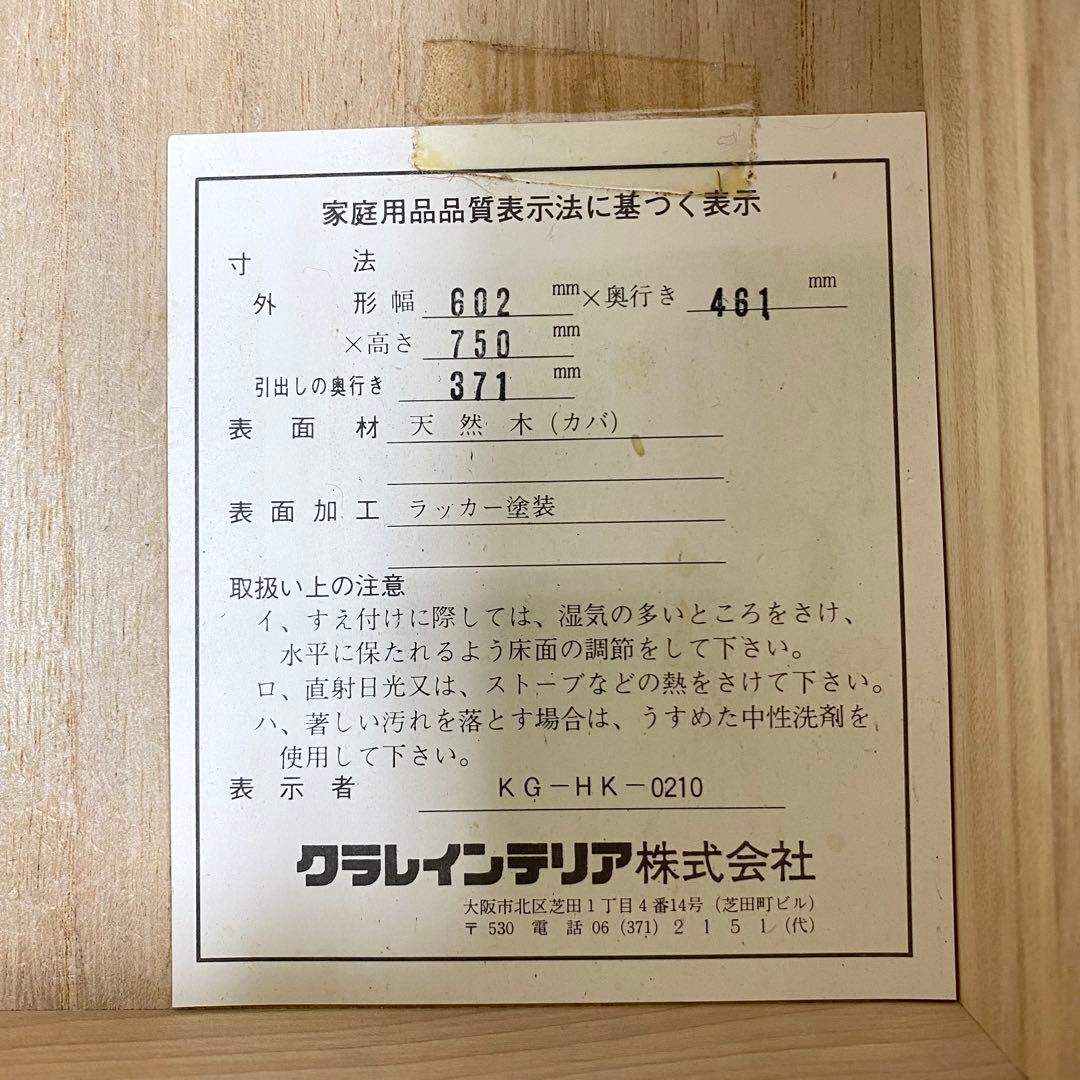 家庭用品品質表示法に基づく表示
寸法
外形幅 602 mm ×奥行き 461 mm
×高さ 750 mm
引出しの奥行き 371 mm
表面材 天然木(カバ)
表面加工 ラッカー塗装
取扱い上の注意
イ、すえ付けに際しては、湿気の多いところをさけ、
水平に保たれるよう床面の調節をして下さい。
ロ、直射日光又は、ストーブなどの熱をさけて下さい。
ハ、著しい汚れを落とす場合は、うすめた中性洗剤を
使用して下さい。
表示者 KG-HK-0210
クラレインテリア株式会社
大阪市北区芝田1丁目4番14号(芝田町ビル)
〒530 電話 06(371)2151(代)